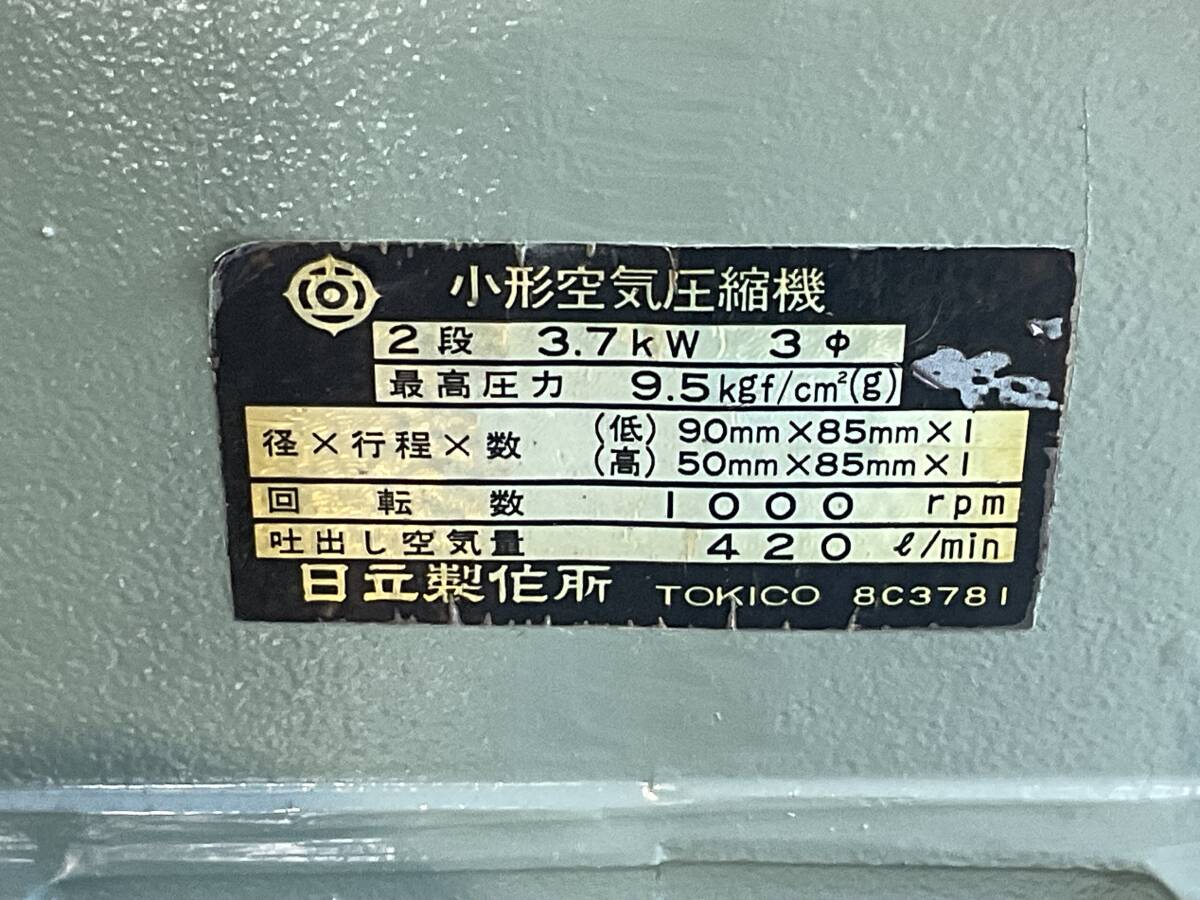 小形空気圧縮機
2段 3.7kW 3φ
最高圧力 9.5kgf/cm²(g)
径×行程×数 (低) 90mm×85mm×1
(高) 50mm×85mm×1
回転数 1000 rpm
吐出し空気量 420 ℓ/min
日立製作所 TOKICO 8C3781